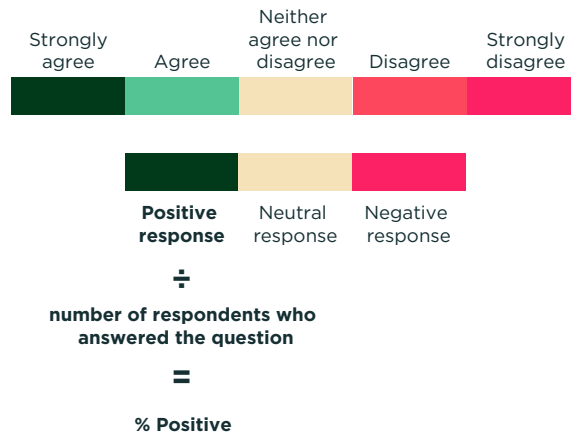 Strongly agree
Agree
Neither agree nor disagree
Disagree
Strongly disagree
Positive response
Neutral response
Negative response
÷
number of respondents who
answered the question
=
% Positive